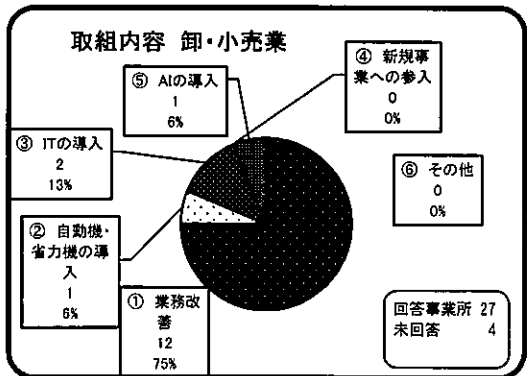 取組内容 卸・小売業
⑤ AIの導入
1
6%
④ 新規事
業への参入
0
0%
③ ITの導入
2
13%
⑥ その他
0
0%
② 自動機・
省力機の導
入
1
6%
① 業務改
善
12
75%
回答事業所 27
未回答 4